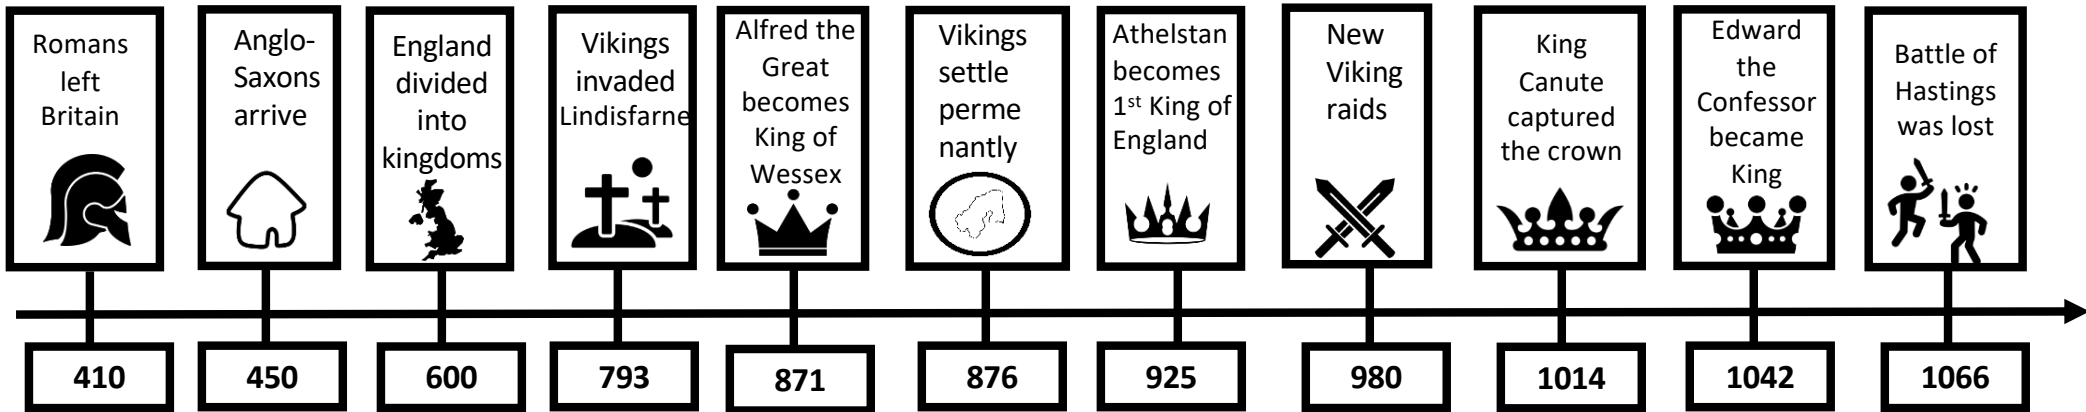 Romans
left
Britain
Anglo-
Saxons
arrive
England
divided
into
kingdoms
Vikings
invaded
Lindisfarne
Alfred the
Great
becomes
King of
Wessex
Vikings
settle
perme
nantly
Athelstan
becomes
1st King of
England
New
Viking
raids
King
Canute
captured
the crown
Edward
the
Confessor
became
King
Battle of
Hastings
was lost
410
450
600
793
871
876
925
980
1014
1042
1066